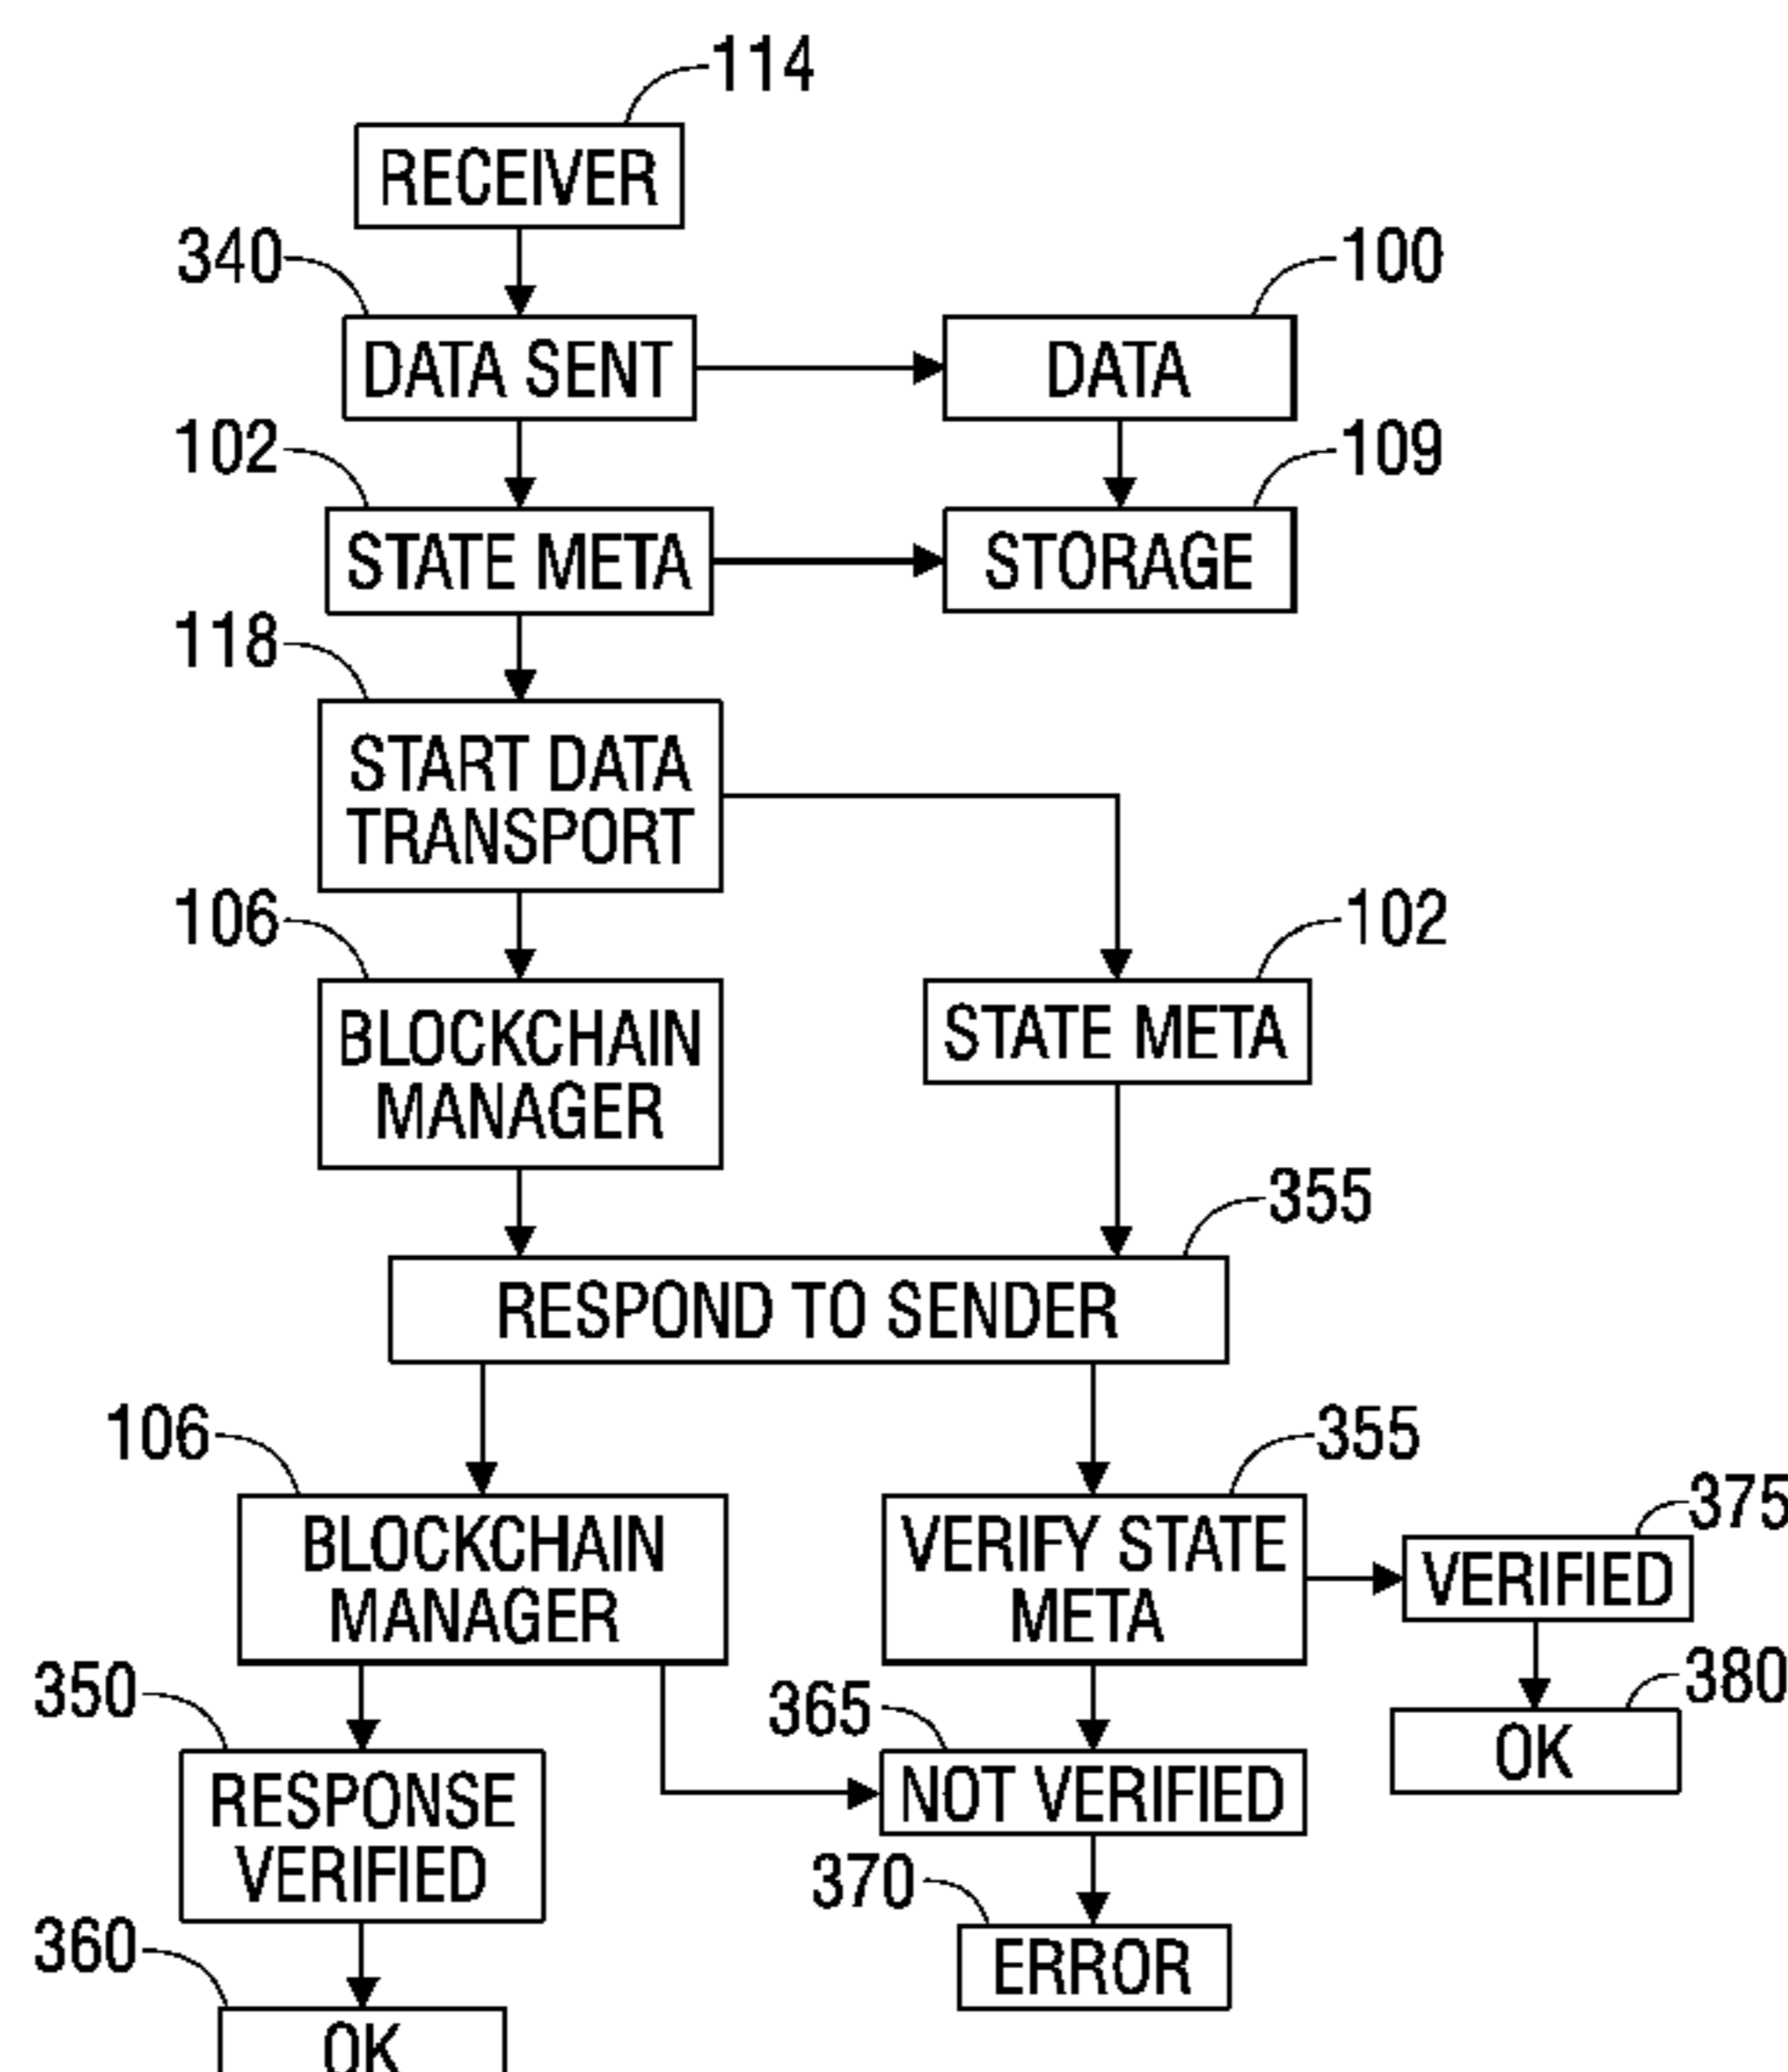 114
RECEIVER
340
100
DATA SENT
DATA
102
109
STATE META
STORAGE
118
START DATA
TRANSPORT
106
102
BLOCKCHAIN
MANAGER
STATE META
355
RESPOND TO SENDER
106
355
375
BLOCKCHAIN
MANAGER
VERIFY STATE
META
VERIFIED
350
365
380
RESPONSE
VERIFIED
NOT VERIFIED
OK
370
360
ERROR
OK